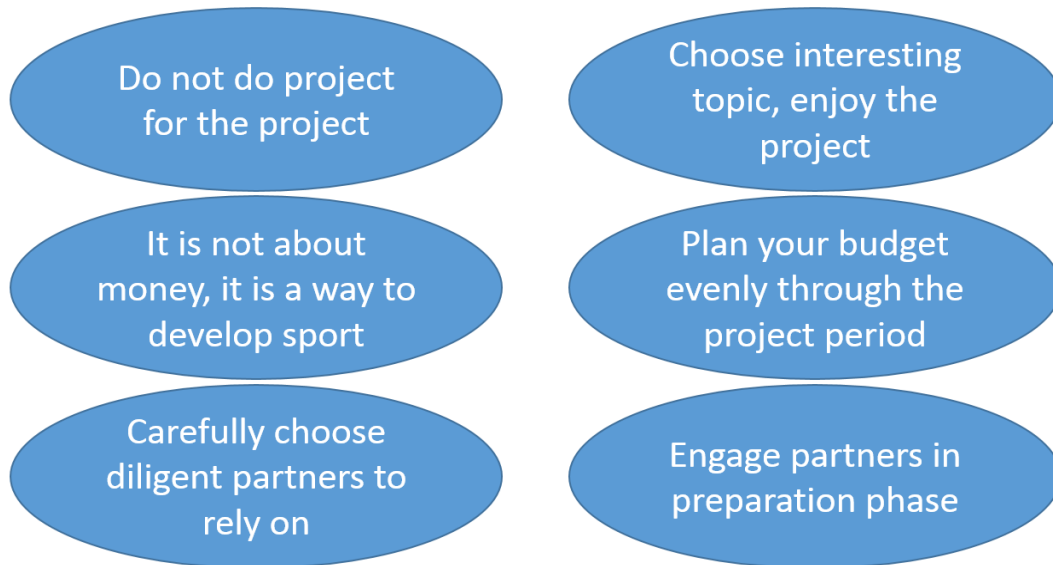 Do not do project
for the project
Choose interesting
topic, enjoy the
project
It is not about
money, it is a way to
develop sport
Plan your budget
evenly through the
project period
Carefully choose
diligent partners to
rely on
Engage partners in
preparation phase